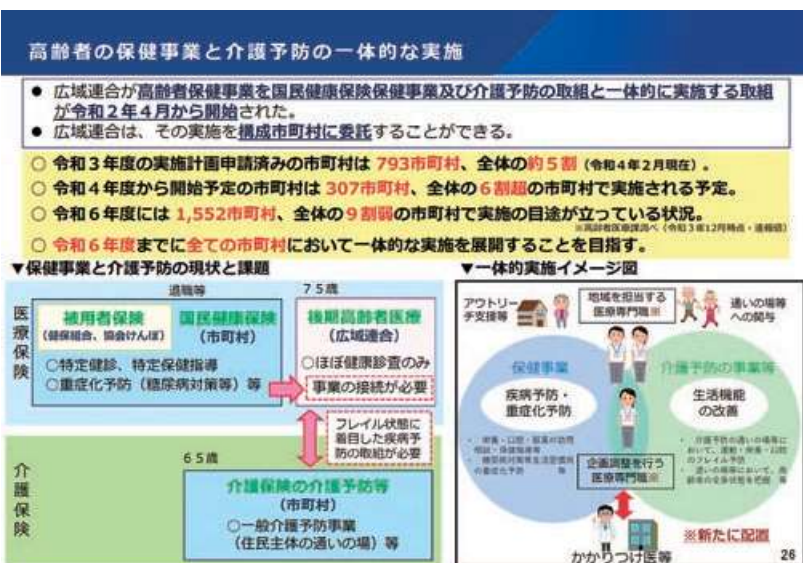 高齢者の保健事業と介護予防の一体的な実施
● 広域連合が高齢者保健事業を国民健康保険保健事業及び介護予防の取組と一体的に実施する取組
が令和２年４月から開始された。
● 広域連合は、その実施を構成市町村に委託することができる。
○ 令和３年度の実施計画申請済みの市町村は 793市町村、全体の約５割（令和４年２月現在）。
○ 令和４年度から開始予定の市町村は 307市町村、全体の６割超の市町村で実施される予定。
○ 令和６年度には 1,552市町村、全体の９割弱の市町村で実施の目途が立っている状況。
※高齢者医療課調べ（令和３年12月時点・速報値）
○ 令和６年度までに全ての市町村において一体的な実施を展開することを目指す。
▼保健事業と介護予防の現状と課題
退職等
７５歳
医療保険
被用者保険
（健保組合、協会けんぽ）
国民健康保険
（市町村）
○特定健診、特定保健指導
○重症化予防（糖尿病対策等）等
後期高齢者医療
（広域連合）
○ほぼ健康診査のみ
事業の接続が必要
フレイル状態に
着目した疾病予
防の取組が必要
介護保険
６５歳
介護保険の介護予防等
（市町村）
○一般介護予防事業
（住民主体の通いの場）等
▼一体的実施イメージ図
アウトリー
チ支援等
地域を担当する
医療専門職※
通いの場等
への関与
保健事業
疾病予防・
重症化予防
介護予防の事業等
生活機能
の改善
企画調整を行う
医療専門職※
※新たに配置
かかりつけ医等
26